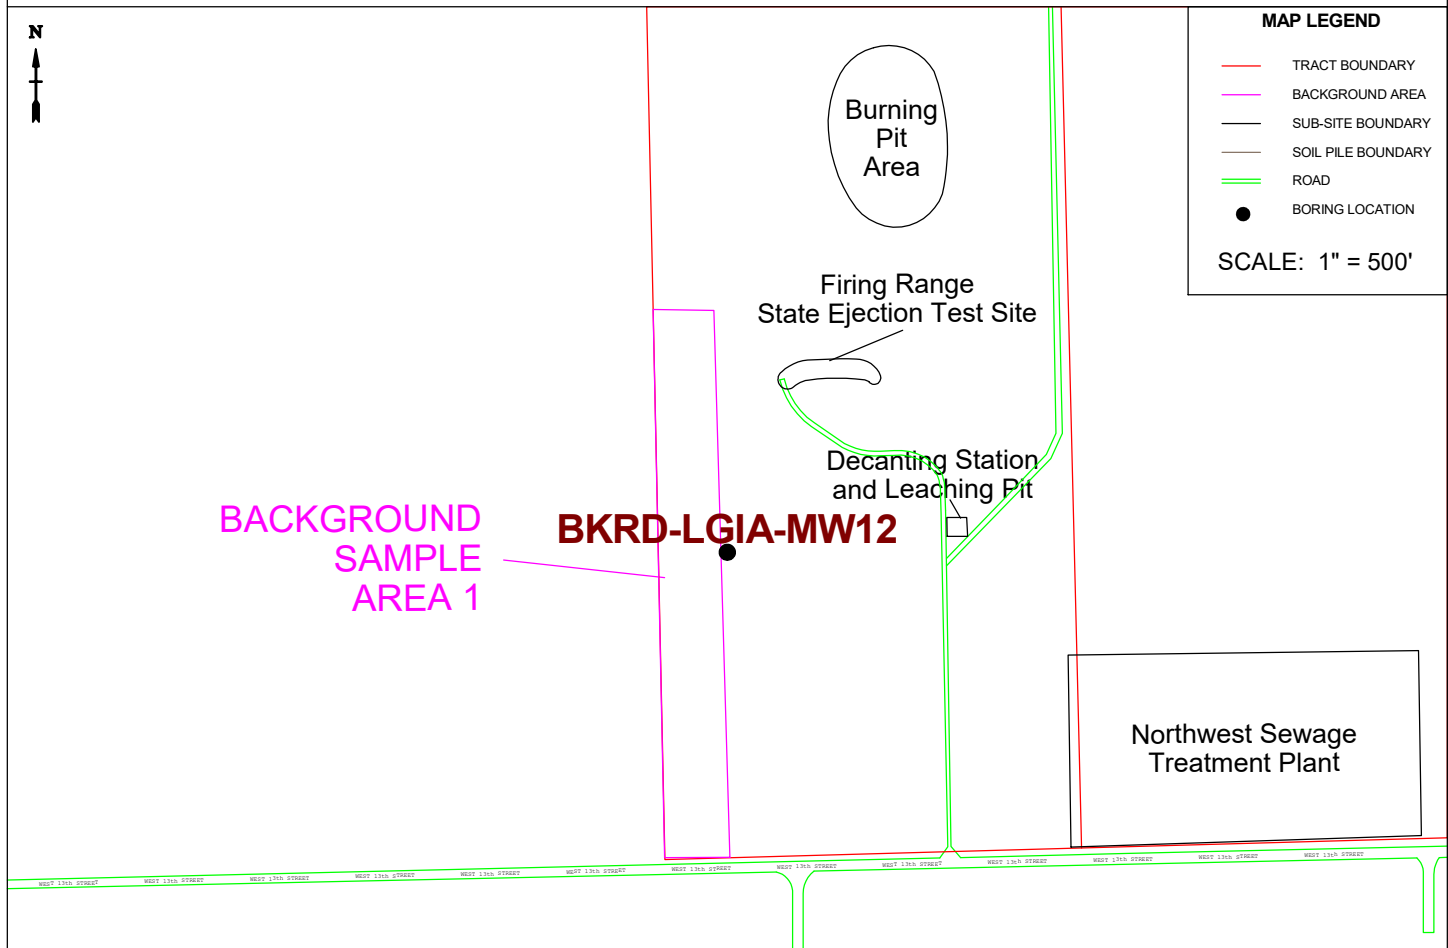 N
MAP LEGEND
TRACT BOUNDARY
BACKGROUND AREA
SUB-SITE BOUNDARY
SOIL PILE BOUNDARY
ROAD
BORING LOCATION
SCALE: 1" = 500'
Burning
Pit
Area
Firing Range
State Ejection Test Site
Decanting Station
and Leaching Pit
BACKGROUND
SAMPLE
AREA 1
BKRD-LGIA-MW12
Northwest Sewage
Treatment Plant
WEST 13th STREET
WEST 13th STREET
WEST 13th STREET
WEST 13th STREET
WEST 13th STREET
WEST 13th STREET
WEST 13th STREET
WEST 13th STREET
WEST 13th STREET
WEST 13th STREET
WEST 13th STREET
WEST 13th STREET
WEST 13th STREET